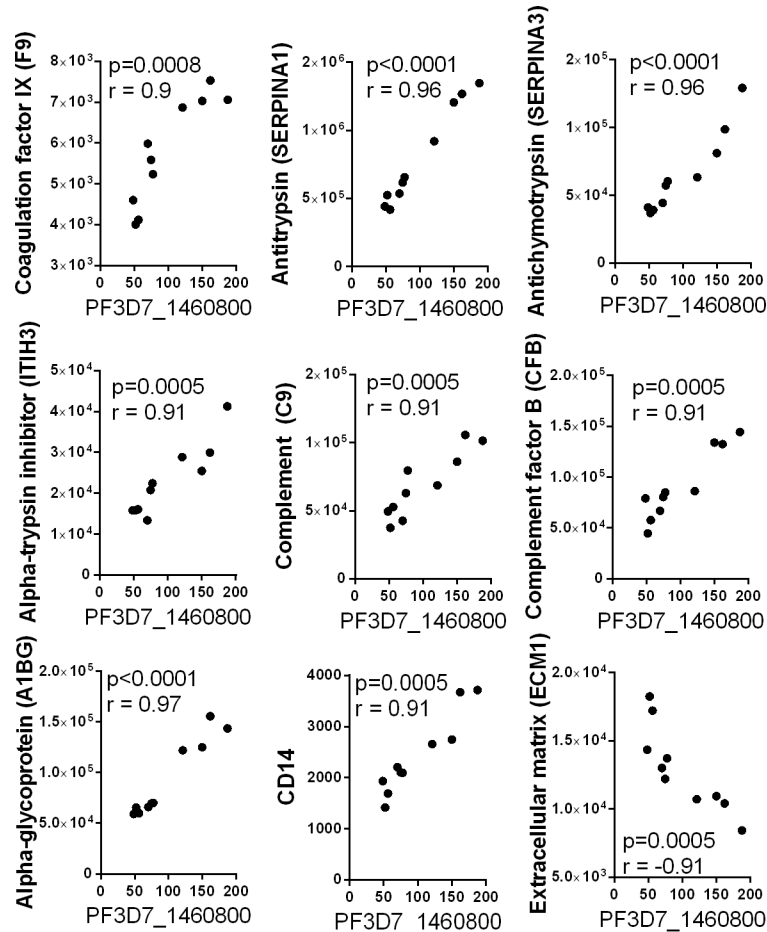 Coagulation factor IX (F9)
p=0.0008
r = 0.9
8×10³
7×10³
6×10³
5×10³
4×10³
3×10³
0 50 100 150 200
PF3D7_1460800
Antitrypsin (SERPINA1)
p<0.0001
r = 0.96
2×10⁶
1×10⁶
5×10⁵
0
0 50 100 150 200
PF3D7_1460800
Antichymotrypsin (SERPINA3)
p<0.0001
r = 0.96
2×10⁵
1×10⁵
5×10⁴
0
0 50 100 150 200
PF3D7_1460800
Alpha-trypsin inhibitor (ITIH3)
p=0.0005
r = 0.91
5×10⁴
4×10⁴
3×10⁴
2×10⁴
1×10⁴
0
0 50 100 150 200
PF3D7_1460800
Complement (C9)
p=0.0005
r = 0.91
2×10⁵
1×10⁵
5×10⁴
0
0 50 100 150 200
PF3D7_1460800
Complement factor B (CFB)
p=0.0005
r = 0.91
2.0×10⁵
1.5×10⁵
1.0×10⁵
5.0×10⁴
0
0 50 100 150 200
PF3D7_1460800
Alpha-glycoprotein (A1BG)
p<0.0001
r = 0.97
2.0×10⁵
1.5×10⁵
1.0×10⁵
5.0×10⁴
0
0 50 100 150 200
PF3D7_1460800
CD14
p=0.0005
r = 0.91
4000
3000
2000
1000
0
0 50 100 150 200
PF3D7_1460800
Extracellular matrix (ECM1)
2.0×10⁴
1.5×10⁴
1.0×10⁴
5.0×10³
p=0.0005
r = -0.91
0 50 100 150 200
PF3D7_1460800